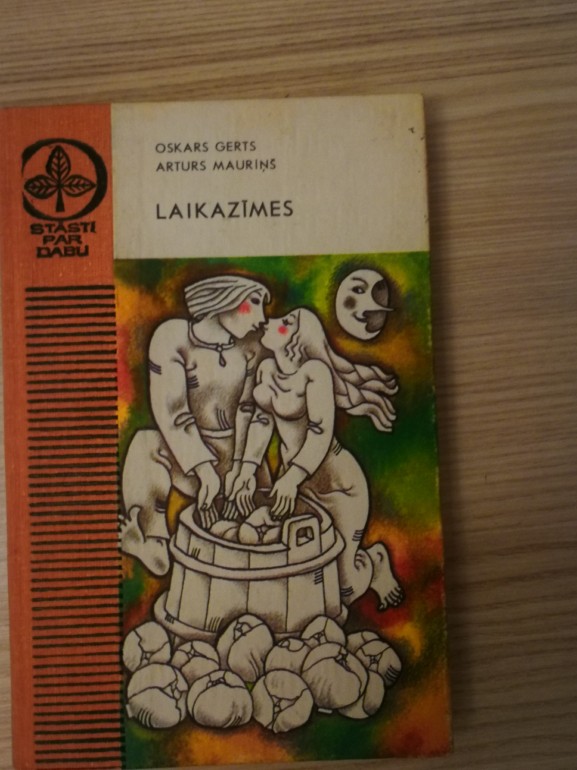 OSKARS GERTS
ARTURS MAURIŅŠ
LAIKAZĪMES
STĀSTI
PAR
DABU